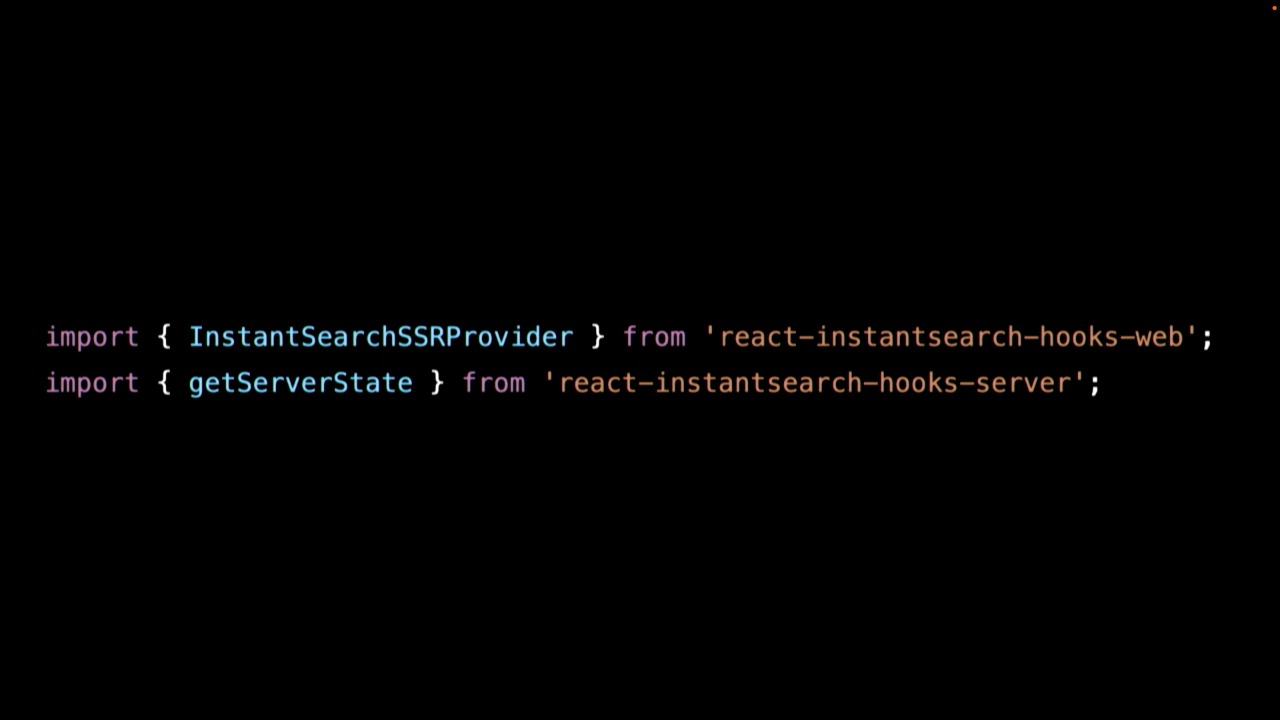 import { InstantSearchSSRProvider } from 'react-instantsearch-hooks-web';
import { getServerState } from 'react-instantsearch-hooks-server';